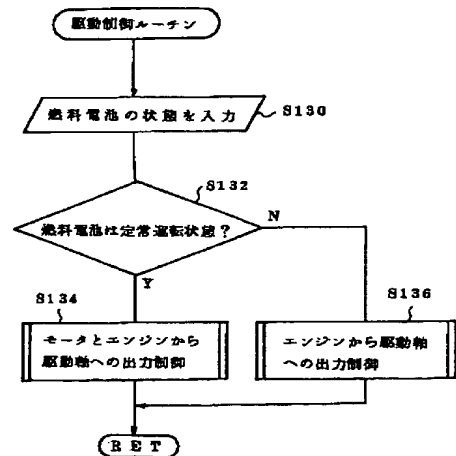 駆動制御ルーチン
燃料電池の状態を入力
S130
S132
燃料電池は定常運転状態？
N
Y
S134
モータとエンジンから
駆動軸への出力制御
S136
エンジンから駆動軸
への出力制御
RET